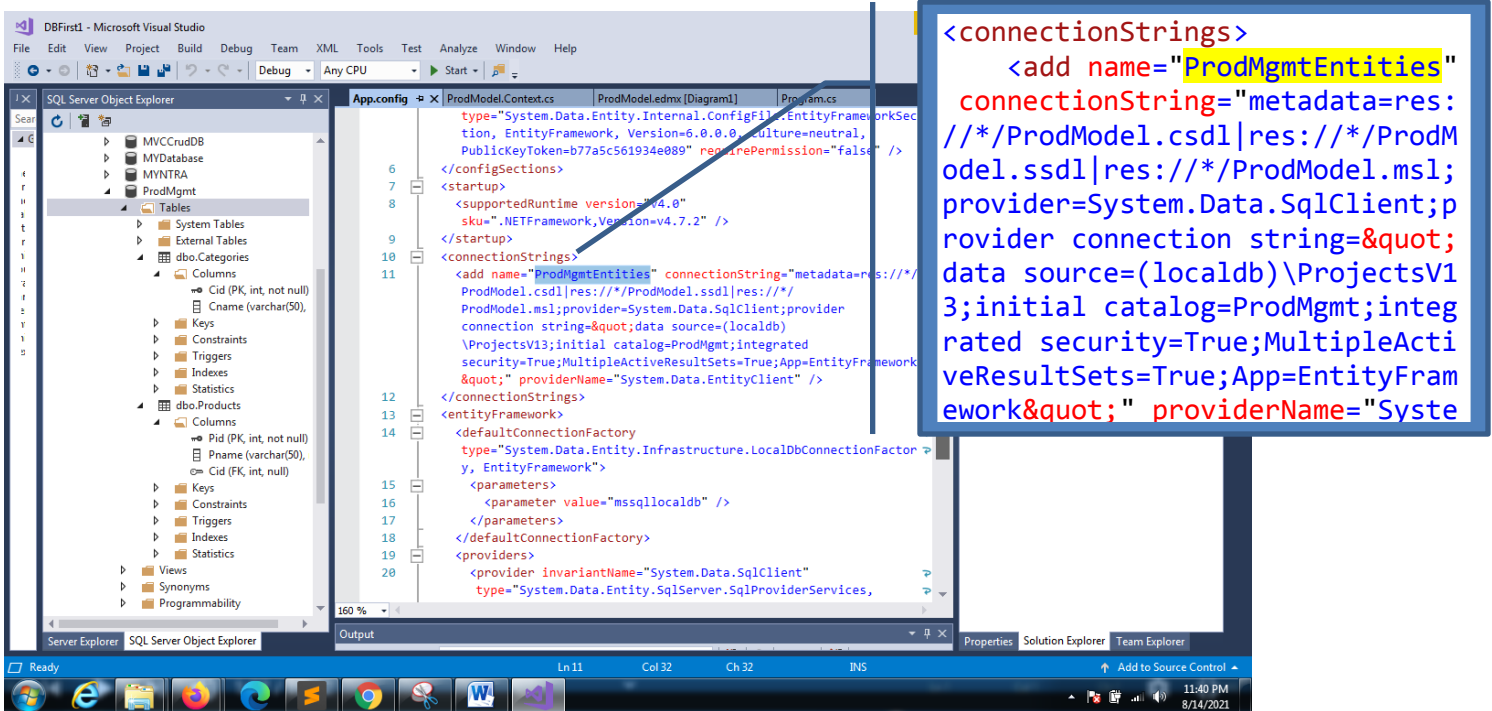 DBFirst1 - Microsoft Visual Studio
File Edit View Project Build Debug Team XML Tools Test Analyze Window Help
Debug Any CPU Start
SQL Server Object Explorer
MVCCrudDB
MYDatabase
MYNTRA
ProdMgmt
Tables
System Tables
External Tables
dbo.Categories
Columns
Cid (PK, int, not null)
Cname (varchar(50),
Keys
Constraints
Triggers
Indexes
Statistics
dbo.Products
Columns
Pid (PK, int, not null)
Pname (varchar(50),
Cid (FK, int, null)
Keys
Constraints
Triggers
Indexes
Statistics
Views
Synonyms
Programmability
Server Explorer SQL Server Object Explorer
App.config ProdModel.Context.cs ProdModel.edmx [Diagram1] Program.cs
type="System.Data.Entity.Internal.ConfigFile.EntityFrameworkSec
tion, EntityFramework, Version=6.0.0.0, Culture=neutral,
PublicKeyToken=b77a5c561934e089" requirePermission="false" />
6 </configSections>
7 <startup>
8 <supportedRuntime version="v4.0"
sku=".NETFramework,Version=v4.7.2" />
9 </startup>
10 <connectionStrings>
11 <add name="ProdMgmtEntities" connectionString="metadata=res://*/
ProdModel.csdl|res://*/ProdModel.ssdl|res://*/
ProdModel.msl;provider=System.Data.SqlClient;provider
connection string=&quot;data source=(localdb)
\ProjectsV13;initial catalog=ProdMgmt;integrated
security=True;MultipleActiveResultSets=True;App=EntityFramework
&quot;" providerName="System.Data.EntityClient" />
12 </connectionStrings>
13 <entityFramework>
14 <defaultConnectionFactory
type="System.Data.Entity.Infrastructure.LocalDbConnectionFactor
y, EntityFramework">
15 <parameters>
16 <parameter value="mssqllocaldb" />
17 </parameters>
18 </defaultConnectionFactory>
19 <providers>
20 <provider invariantName="System.Data.SqlClient"
type="System.Data.Entity.SqlServer.SqlProviderServices,
160 %
Output
<connectionStrings>
<add name="ProdMgmtEntities"
connectionString="metadata=res:
//*/ProdModel.csdl|res://*/ProdM
odel.ssdl|res://*/ProdModel.msl;
provider=System.Data.SqlClient;p
rovider connection string=&quot;
data source=(localdb)\ProjectsV1
3;initial catalog=ProdMgmt;integ
rated security=True;MultipleActi
veResultSets=True;App=EntityFram
ework&quot;" providerName="Syste
Properties Solution Explorer Team Explorer
Ready Ln 11 Col 32 Ch 32 INS Add to Source Control
11:40 PM
8/14/2021